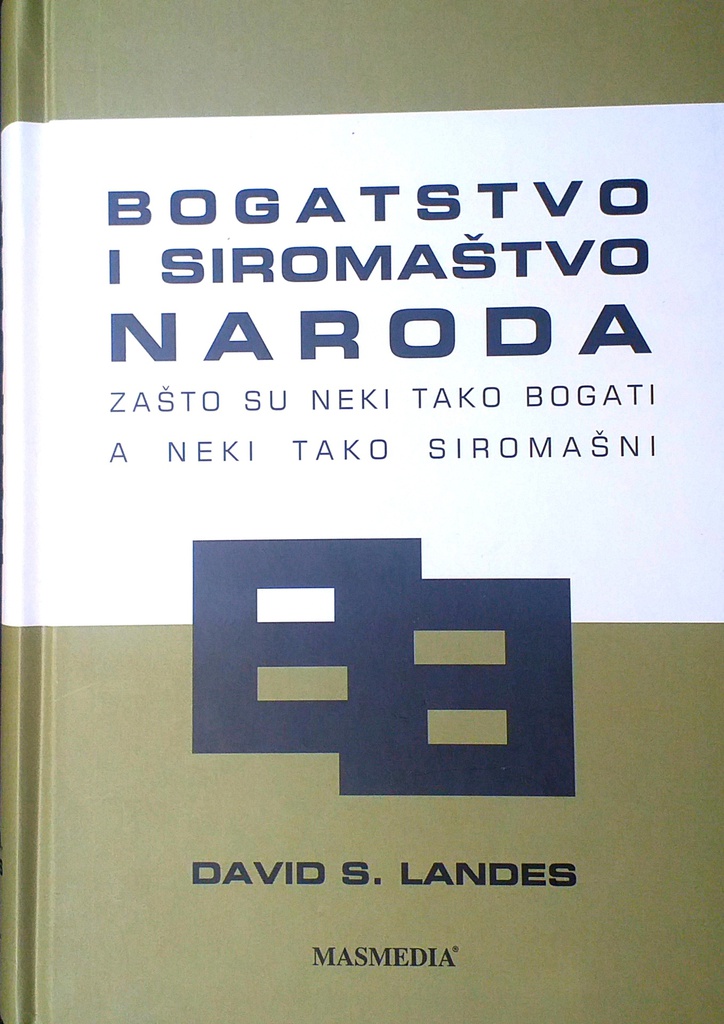 BOGATSTVO
I SIROMAŠTVO
NARODA
ZAŠTO SU NEKI TAKO BOGATI
A NEKI TAKO SIROMAŠNI
DAVID S. LANDES
MASMEDIA®